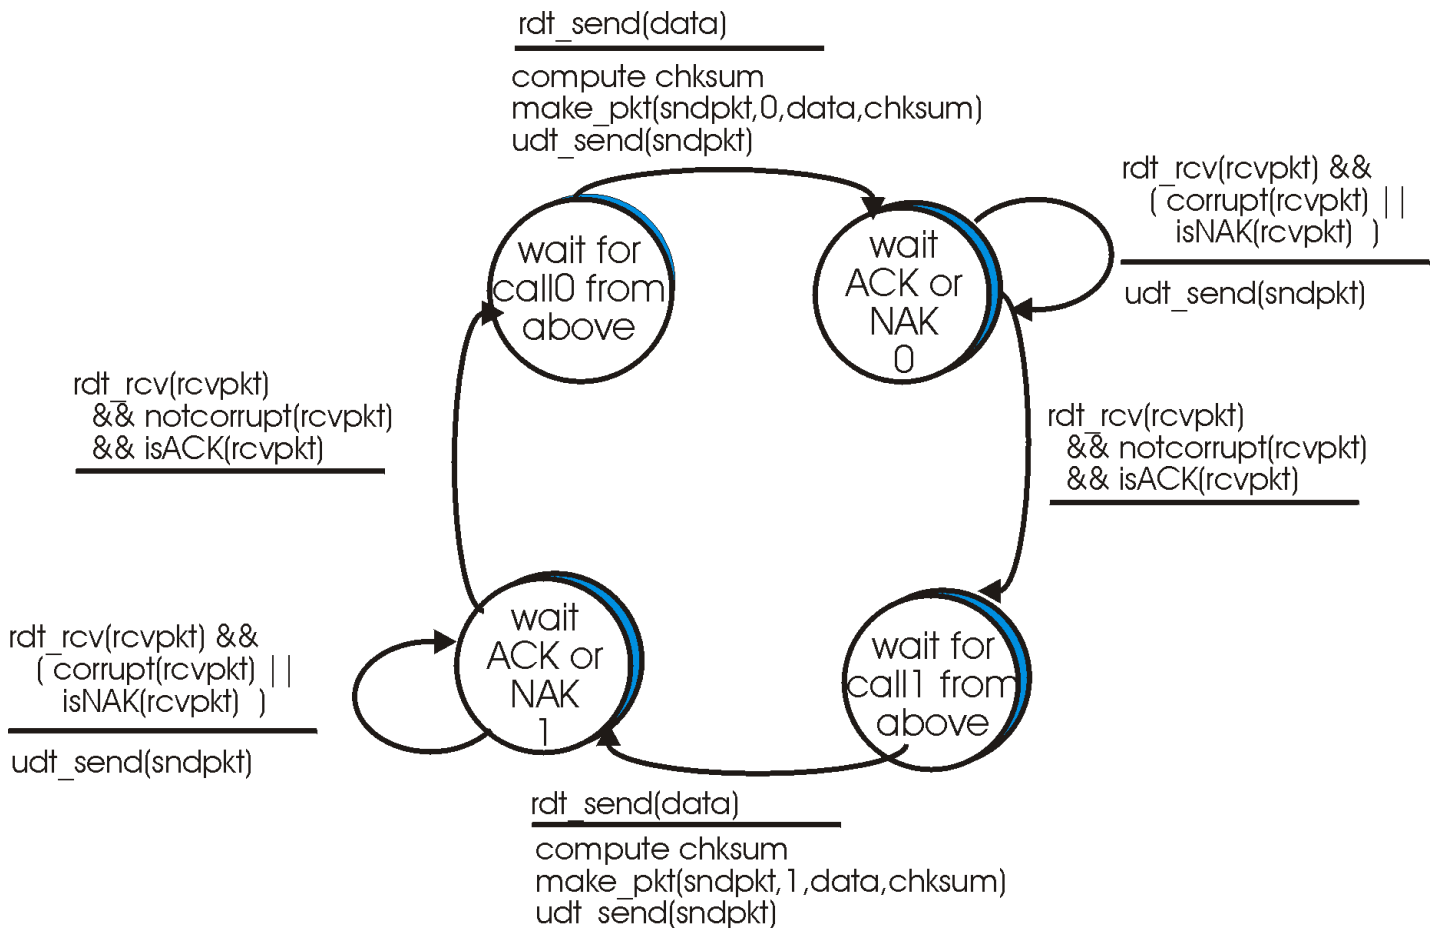 rdt_send(data)
compute chksum
make_pkt(sndpkt,0,data,chksum)
udt_send(sndpkt)
rdt_rcv(rcvpkt) &&
( corrupt(rcvpkt) ||
isNAK(rcvpkt) )
udt_send(sndpkt)
wait for
call0 from
above
wait
ACK or
NAK
0
rdt_rcv(rcvpkt)
&& notcorrupt(rcvpkt)
&& isACK(rcvpkt)
rdt_rcv(rcvpkt)
&& notcorrupt(rcvpkt)
&& isACK(rcvpkt)
rdt_rcv(rcvpkt) &&
( corrupt(rcvpkt) ||
isNAK(rcvpkt) )
udt_send(sndpkt)
wait
ACK or
NAK
1
wait for
call1 from
above
rdt_send(data)
compute chksum
make_pkt(sndpkt,1,data,chksum)
udt_send(sndpkt)